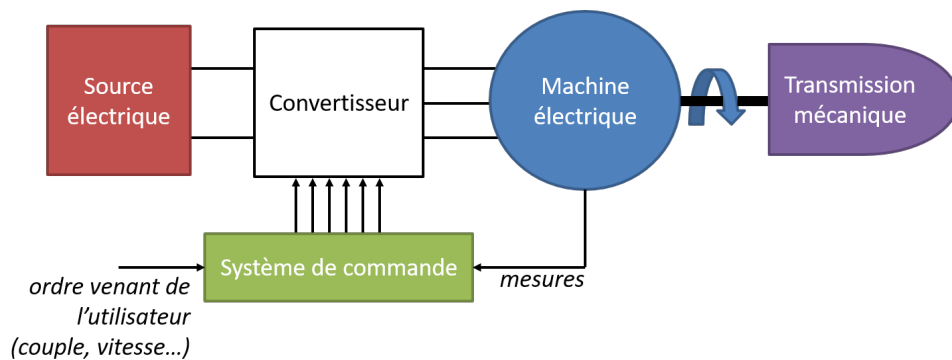 Source
électrique
Convertisseur
Machine
électrique
Transmission
mécanique
Système de commande
mesures
ordre venant de
l’utilisateur
(couple, vitesse…)